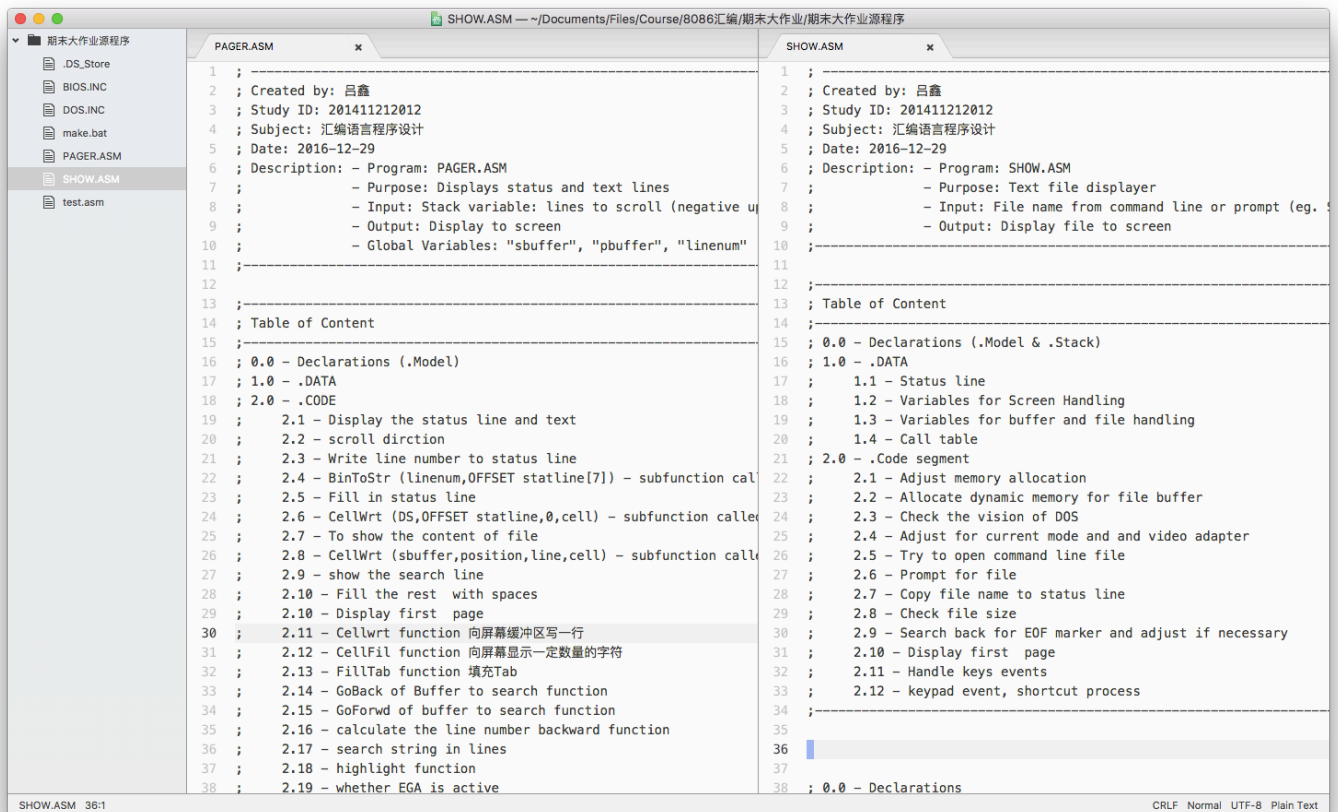 SHOW.ASM — ~/Documents/Files/Course/8086汇编/期末大作业/期末大作业源程序
期末大作业源程序
.DS_Store
BIOS.INC
DOS.INC
make.bat
PAGER.ASM
SHOW.ASM
test.asm
PAGER.ASM
1 ; ----------------------------------------------------------------
2 ; Created by: 吕鑫
3 ; Study ID: 201411212012
4 ; Subject: 汇编语言程序设计
5 ; Date: 2016-12-29
6 ; Description: - Program: PAGER.ASM
7 ; - Purpose: Displays status and text lines
8 ; - Input: Stack variable: lines to scroll (negative
9 ; - Output: Display to screen
10 ; - Global Variables: "sbuffer", "pbuffer", "linenum"
11 ;-----------------------------------------------------------------
12
13 ;-----------------------------------------------------------------
14 ; Table of Content
15 ;-----------------------------------------------------------------
16 ; 0.0 - Declarations (.Model)
17 ; 1.0 - .DATA
18 ; 2.0 - .CODE
19 ; 2.1 - Display the status line and text
20 ; 2.2 - scroll dirction
21 ; 2.3 - Write line number to status line
22 ; 2.4 - BinToStr (linenum,OFFSET statline[7]) - subfunction
23 ; 2.5 - Fill in status line
24 ; 2.6 - CellWrt (DS,OFFSET statline,0,cell) - subfunction called
25 ; 2.7 - To show the content of file
26 ; 2.8 - CellWrt (sbuffer,position,line,cell) - subfunction
27 ; 2.9 - show the search line
28 ; 2.10 - Fill the rest  with spaces
29 ; 2.10 - Display first  page
30 ; 2.11 - Cellwrt function 向屏幕缓冲区写一行
31 ; 2.12 - CellFil function 向屏幕显示一定数量的字符
32 ; 2.13 - FillTab function 填充Tab
33 ; 2.14 - GoBack of Buffer to search function
34 ; 2.15 - GoForwd of buffer to search function
35 ; 2.16 - calculate the line number backward function
36 ; 2.17 - search string in lines
37 ; 2.18 - highlight function
38 ; 2.19 - whether EGA is active
SHOW.ASM
1 ; ----------------------------------------------------------------
2 ; Created by: 吕鑫
3 ; Study ID: 201411212012
4 ; Subject: 汇编语言程序设计
5 ; Date: 2016-12-29
6 ; Description: - Program: SHOW.ASM
7 ; - Purpose: Text file displayer
8 ; - Input: File name from command line or prompt (eg.
9 ; - Output: Display file to screen
10 ;-----------------------------------------------------------------
11
12 ;-----------------------------------------------------------------
13 ; Table of Content
14 ;-----------------------------------------------------------------
15 ; 0.0 - Declarations (.Model & .Stack)
16 ; 1.0 - .DATA
17 ; 1.1 - Status line
18 ; 1.2 - Variables for Screen Handling
19 ; 1.3 - Variables for buffer and file handling
20 ; 1.4 - Call table
21 ; 2.0 - .Code segment
22 ; 2.1 - Adjust memory allocation
23 ; 2.2 - Allocate dynamic memory for file buffer
24 ; 2.3 - Check the vision of DOS
25 ; 2.4 - Adjust for current mode and and video adapter
26 ; 2.5 - Try to open command line file
27 ; 2.6 - Prompt for file
28 ; 2.7 - Copy file name to status line
29 ; 2.8 - Check file size
30 ; 2.9 - Search back for EOF marker and adjust if necessary
31 ; 2.10 - Display first  page
32 ; 2.11 - Handle keys events
33 ; 2.12 - keypad event, shortcut process
34 ;-----------------------------------------------------------------
35
36
37
38 ; 0.0 - Declarations
SHOW.ASM 36:1
CRLF Normal UTF-8 Plain Text